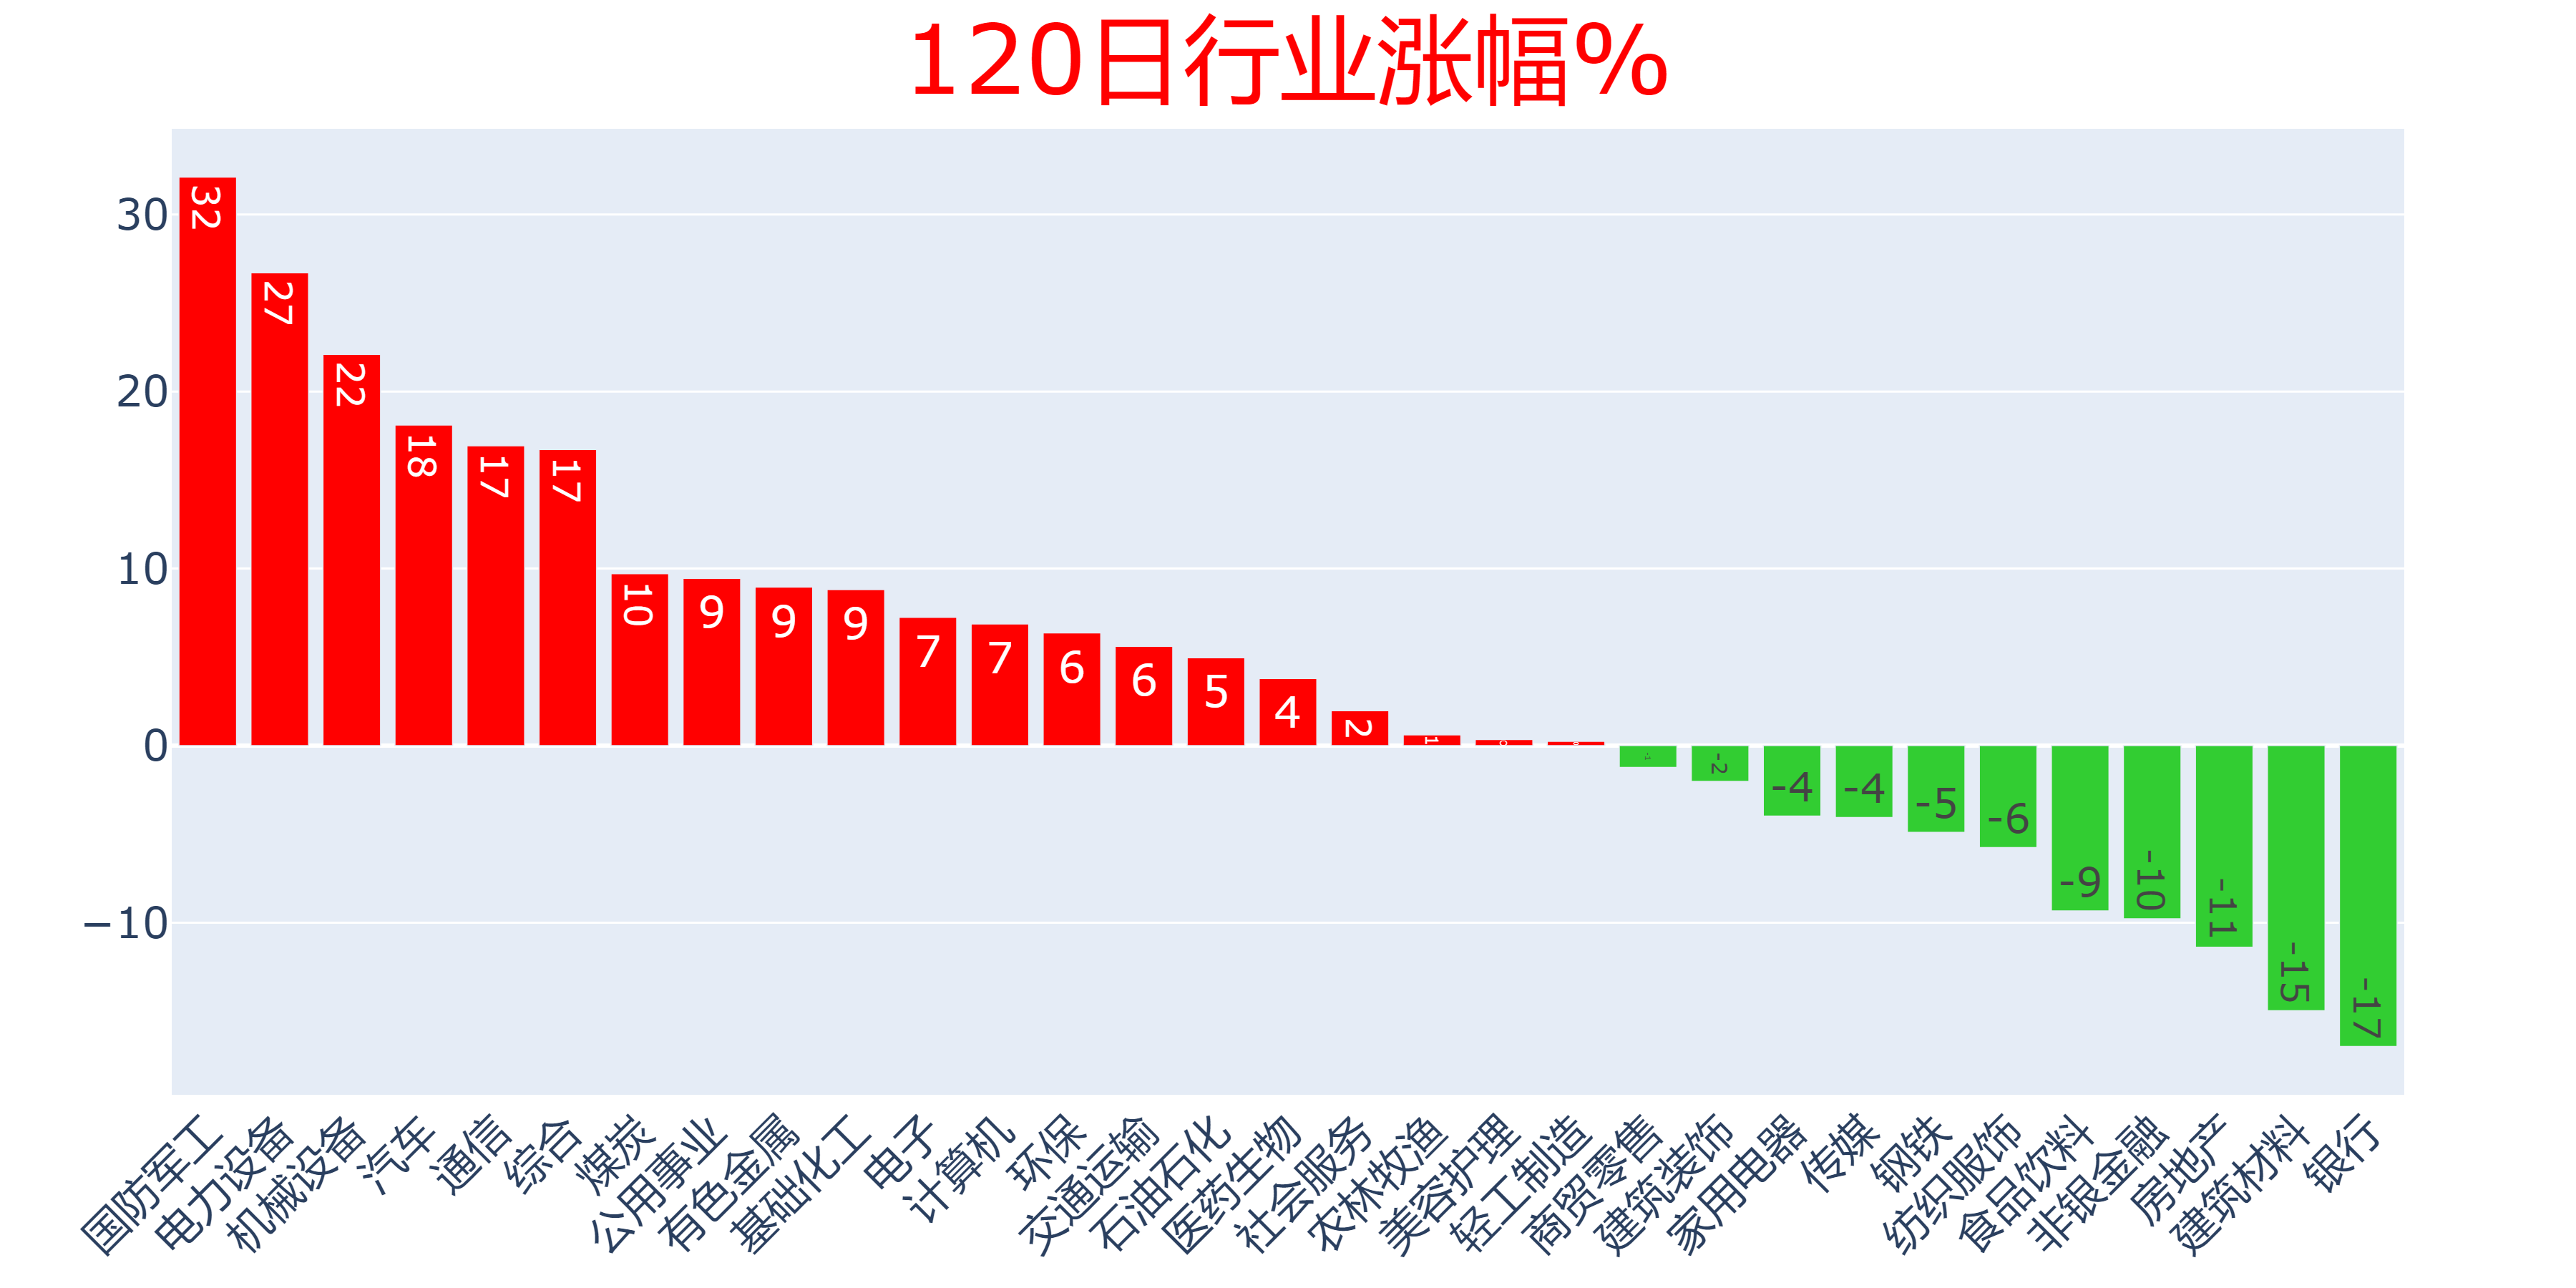 120日行业涨幅%
30
20
10
0
−10
32
27
22
18
17
17
10
9
9
9
7
7
6
6
5
4
2
1
0
0
-1
-2
-4
-4
-5
-6
-9
-10
-11
-15
-17
国防军工
电力设备
机械设备
汽车
通信
综合
煤炭
公用事业
有色金属
基础化工
电子
计算机
环保
交通运输
石油石化
医药生物
社会服务
农林牧渔
美容护理
轻工制造
商贸零售
建筑装饰
家用电器
传媒
钢铁
纺织服饰
食品饮料
非银金融
房地产
建筑材料
银行